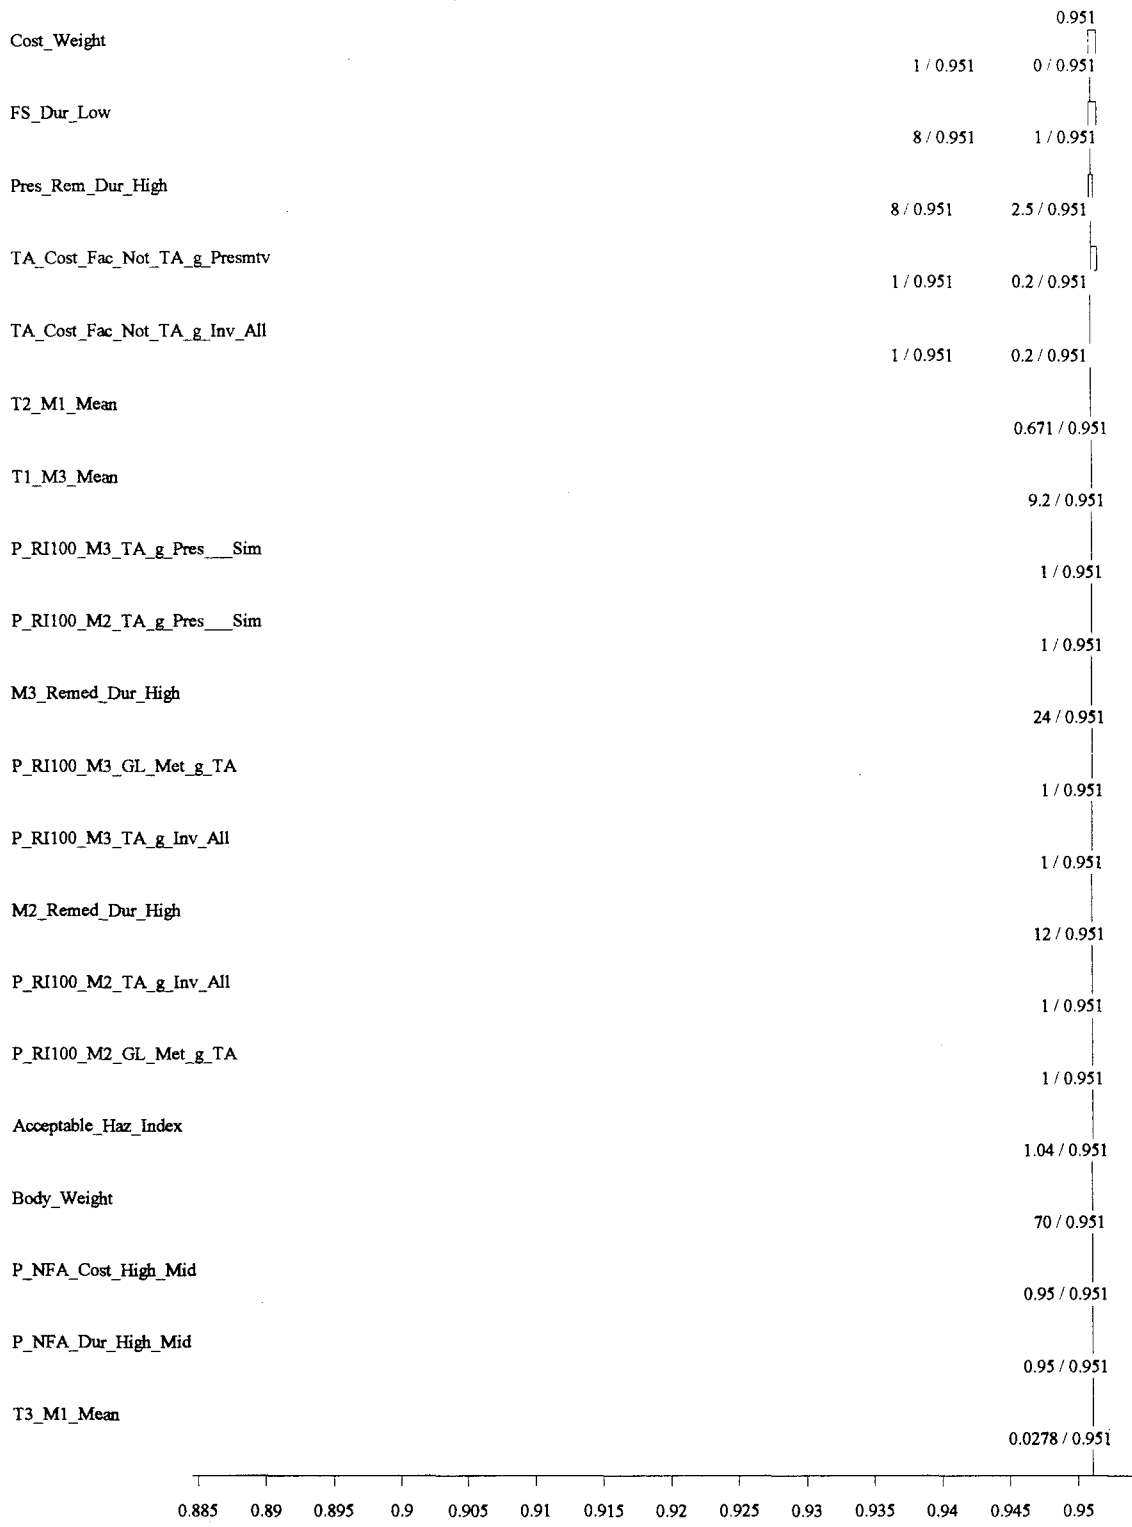 0.951
Cost_Weight
1 / 0.951 0 / 0.951
FS_Dur_Low
8 / 0.951 1 / 0.951
Pres_Rem_Dur_High
8 / 0.951 2.5 / 0.951
TA_Cost_Fac_Not_TA_g_Presmtv
1 / 0.951 0.2 / 0.951
TA_Cost_Fac_Not_TA_g_Inv_All
1 / 0.951 0.2 / 0.951
T2_M1_Mean
0.671 / 0.951
T1_M3_Mean
9.2 / 0.951
P_RI100_M3_TA_g_Pres___Sim
1 / 0.951
P_RI100_M2_TA_g_Pres___Sim
1 / 0.951
M3_Remed_Dur_High
24 / 0.951
P_RI100_M3_GL_Met_g_TA
1 / 0.951
P_RI100_M3_TA_g_Inv_All
1 / 0.951
M2_Remed_Dur_High
12 / 0.951
P_RI100_M2_TA_g_Inv_All
1 / 0.951
P_RI100_M2_GL_Met_g_TA
1 / 0.951
Acceptable_Haz_Index
1.04 / 0.951
Body_Weight
70 / 0.951
P_NFA_Cost_High_Mid
0.95 / 0.951
P_NFA_Dur_High_Mid
0.95 / 0.951
T3_M1_Mean
0.0278 / 0.951
0.885 0.89 0.895 0.9 0.905 0.91 0.915 0.92 0.925 0.93 0.935 0.94 0.945 0.95